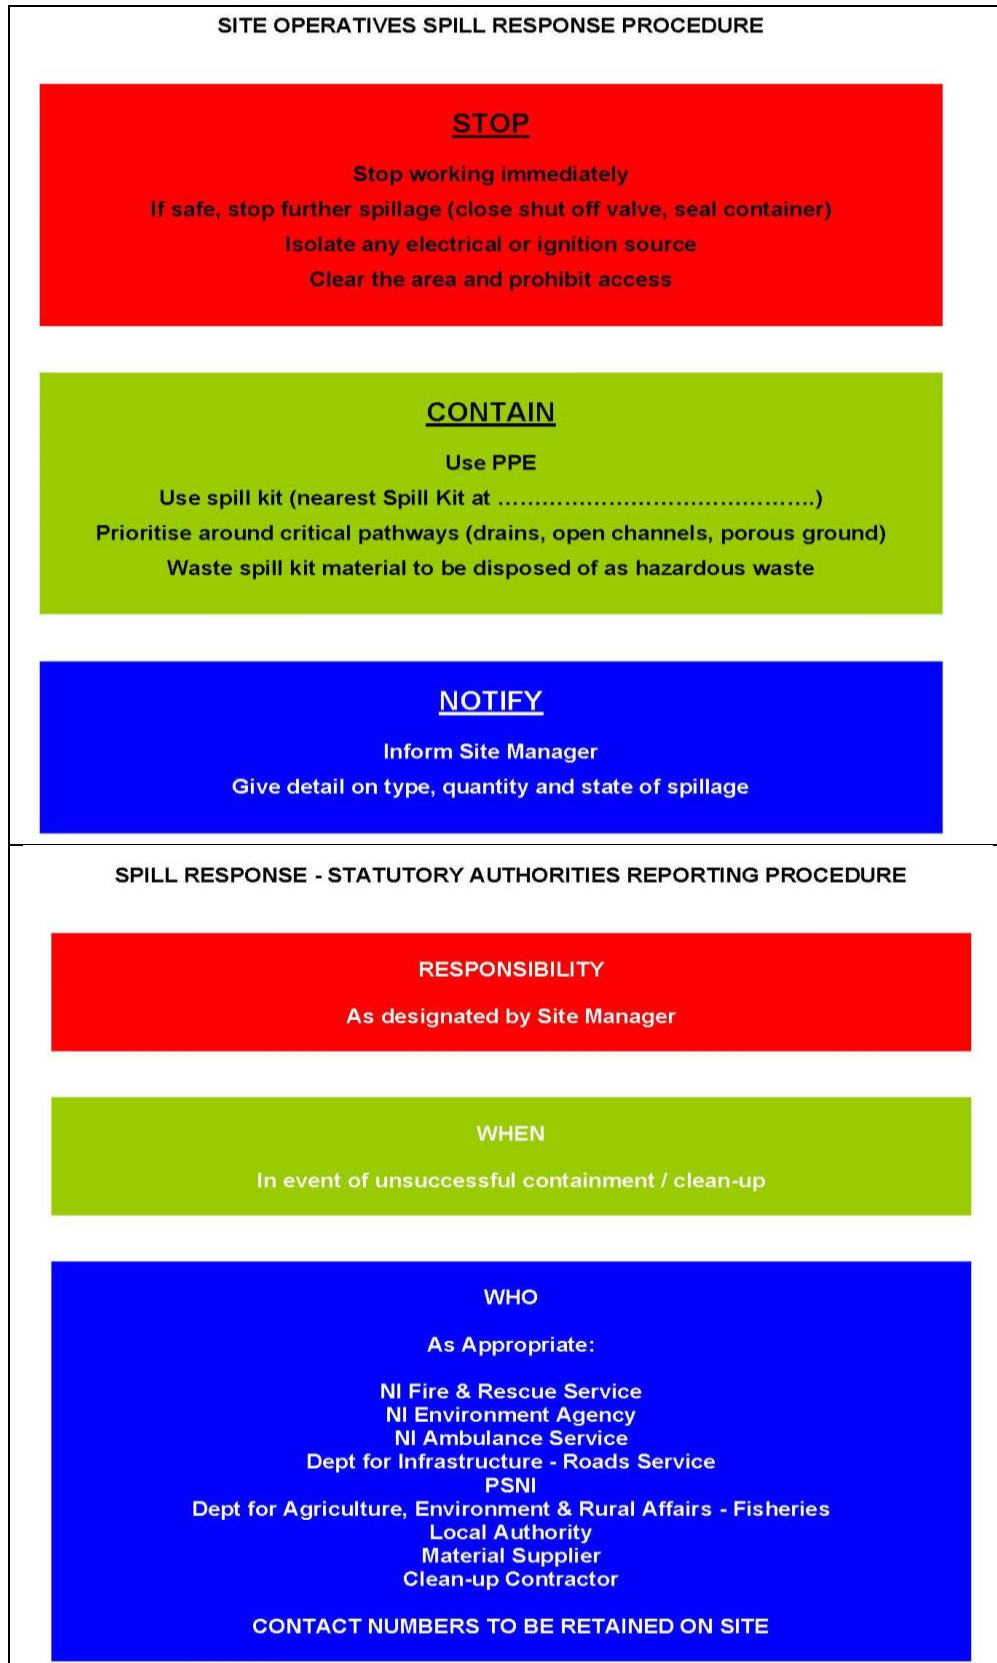 SITE OPERATIVES SPILL RESPONSE PROCEDURE
STOP
Stop working immediately
If safe, stop further spillage (close shut off valve, seal container)
Isolate any electrical or ignition source
Clear the area and prohibit access
CONTAIN
Use PPE
Use spill kit (nearest Spill Kit at …………………………………….)
Prioritise around critical pathways (drains, open channels, porous ground)
Waste spill kit material to be disposed of as hazardous waste
NOTIFY
Inform Site Manager
Give detail on type, quantity and state of spillage
SPILL RESPONSE - STATUTORY AUTHORITIES REPORTING PROCEDURE
RESPONSIBILITY
As designated by Site Manager
WHEN
In event of unsuccessful containment / clean-up
WHO
As Appropriate:
NI Fire & Rescue Service
NI Environment Agency
NI Ambulance Service
Dept for Infrastructure - Roads Service
PSNI
Dept for Agriculture, Environment & Rural Affairs - Fisheries
Local Authority
Material Supplier
Clean-up Contractor
CONTACT NUMBERS TO BE RETAINED ON SITE